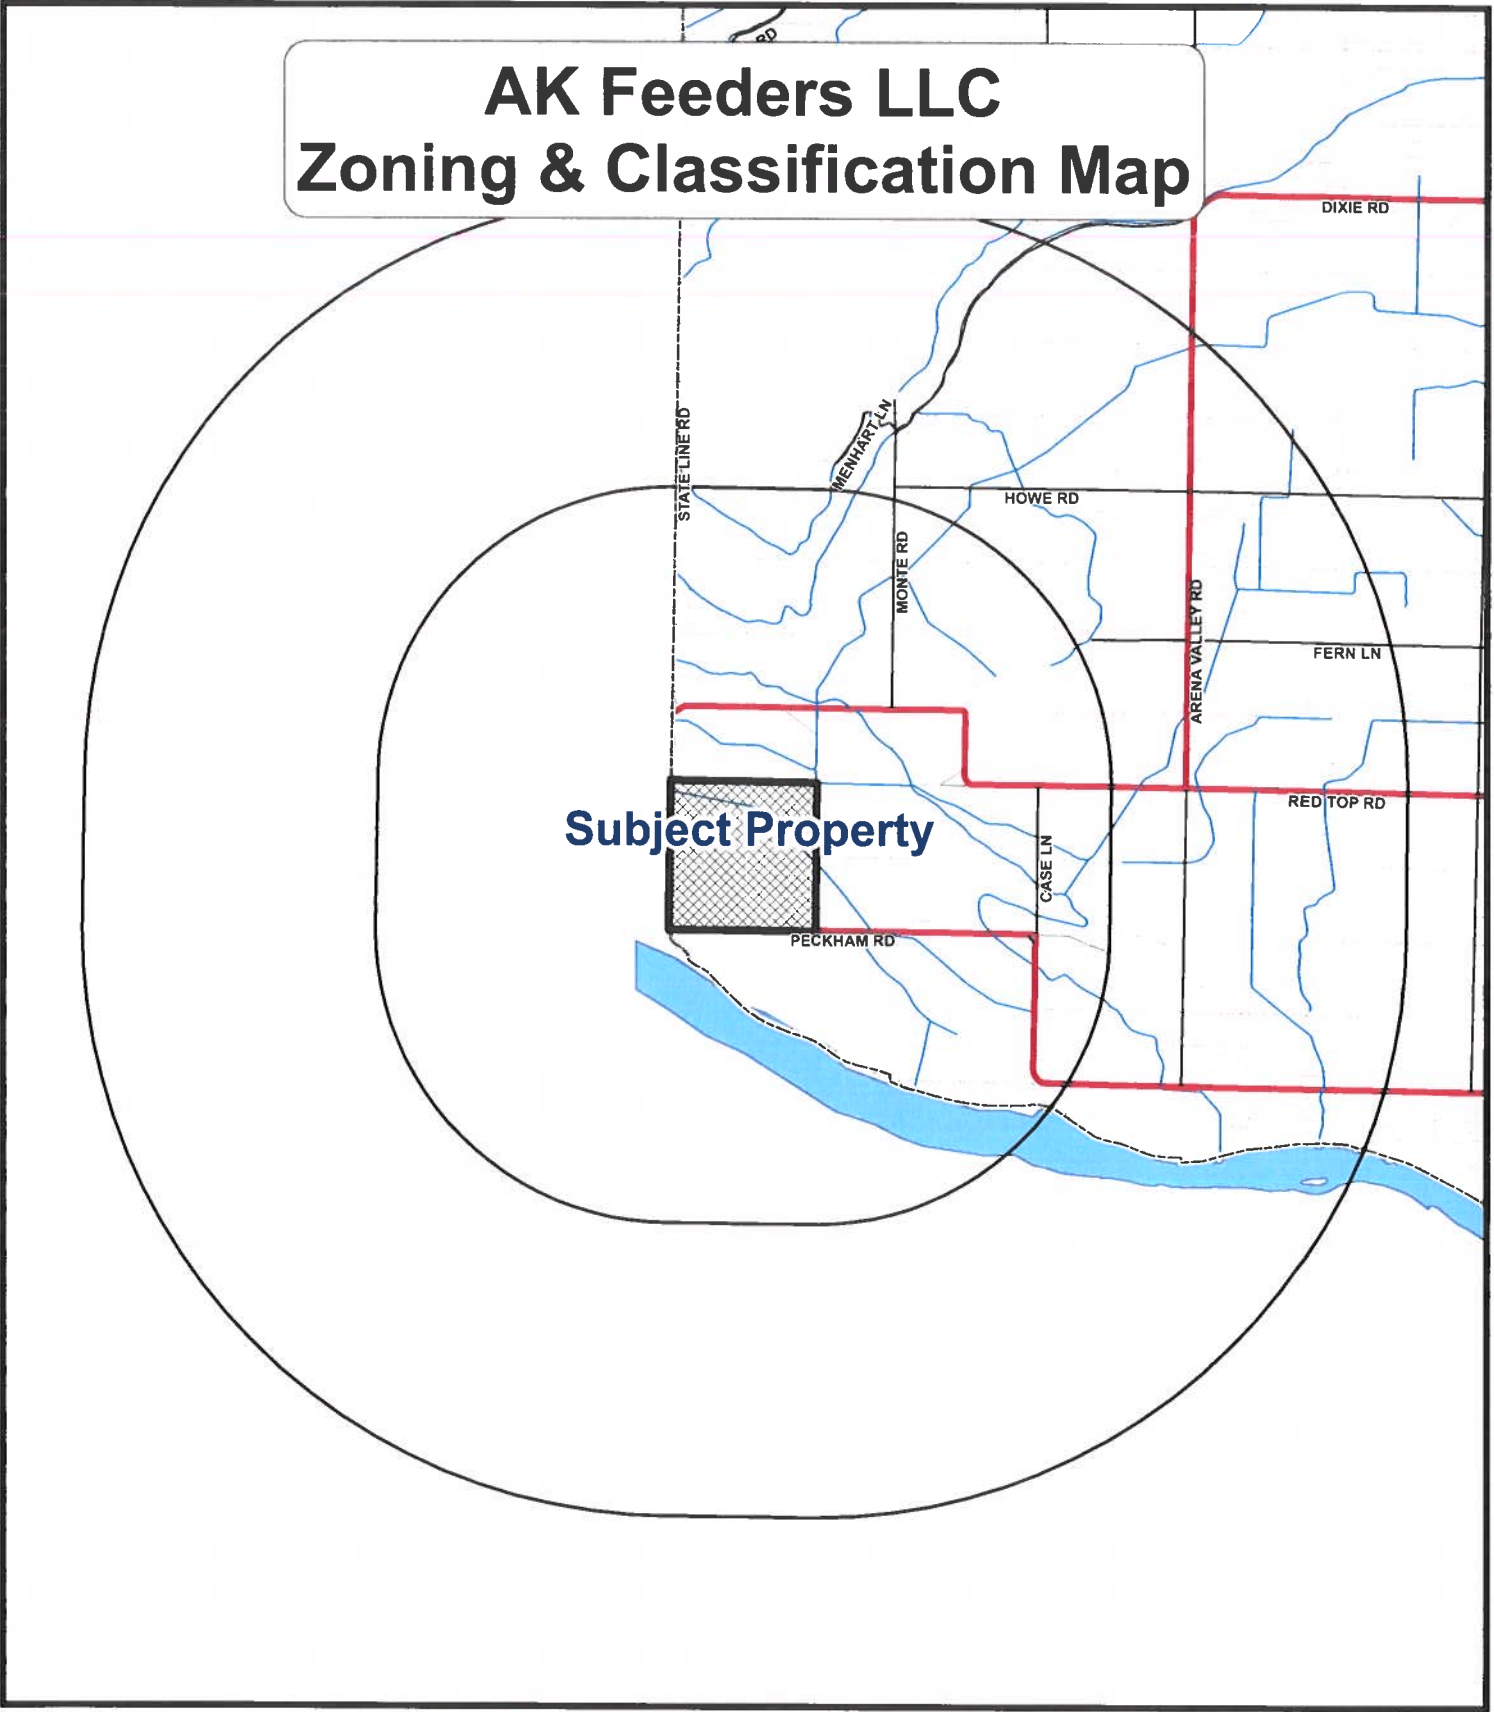 RD
AK Feeders LLC
Zoning & Classification Map
DIXIE RD
STATE LINE RD
MENHART LN
HOWE RD
MONTE RD
ARENA VALLEY RD
FERN LN
RED TOP RD
Subject Property
CASE LN
PECKHAM RD